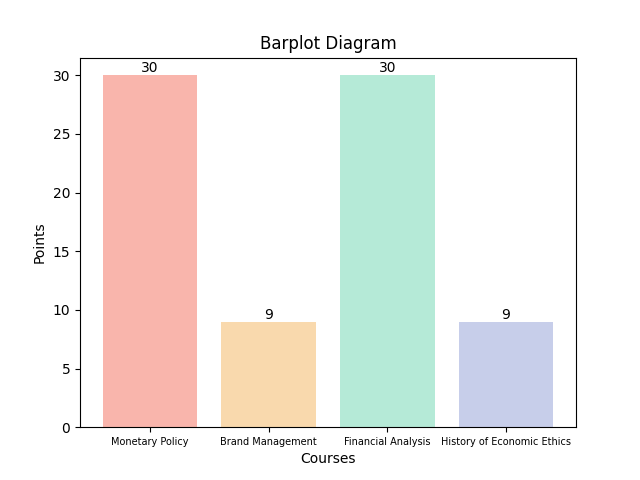 Barplot Diagram
30
9
30
9
30
25
20
15
10
5
0
Points
Monetary Policy
Brand Management
Financial Analysis
History of Economic Ethics
Courses